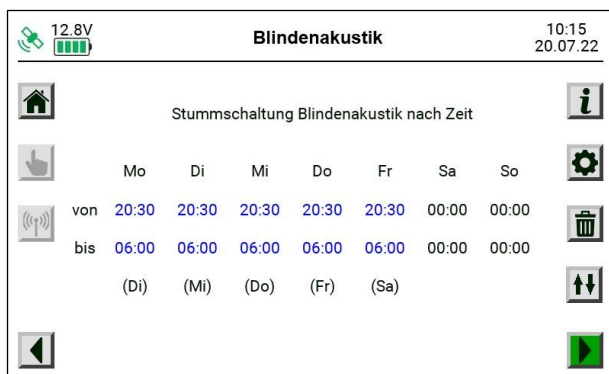 12.8V
Blindenakustik
10:15
20.07.22
Stummschaltung Blindenakustik nach Zeit
Mo Di Mi Do Fr Sa So
von 20:30 20:30 20:30 20:30 20:30 00:00 00:00
bis 06:00 06:00 06:00 06:00 06:00 00:00 00:00
(Di) (Mi) (Do) (Fr) (Sa)